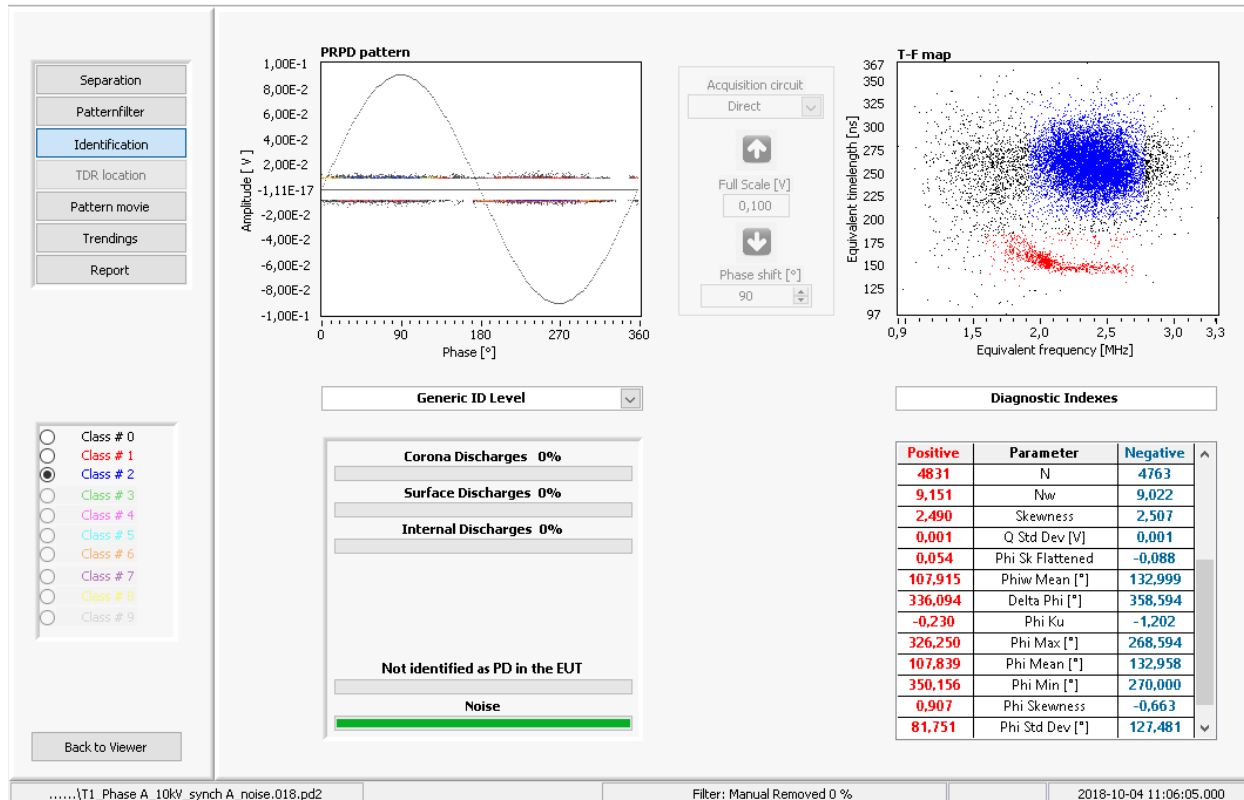 Separation
Patternfilter
Identification
TDR location
Pattern movie
Trendings
Report
Class # 0
Class # 1
Class # 2
Class # 3
Class # 4
Class # 5
Class # 6
Class # 7
Class # 8
Class # 9
Back to Viewer
PRPD pattern
Amplitude [ V ]
1,00E-1
8,00E-2
6,00E-2
4,00E-2
2,00E-2
-1,11E-17
-2,00E-2
-4,00E-2
-6,00E-2
-8,00E-2
-1,00E-1
0 90 180 270 360
Phase [°]
Acquisition circuit
Direct
Full Scale [V]
0,100
Phase shift [°]
90
T-F map
Equivalent timelength [ns]
367
350
325
300
275
250
225
200
175
150
125
97
0,9 1,5 2,0 2,5 3,0 3,3
Equivalent frequency [MHz]
Generic ID Level
Corona Discharges 0%
Surface Discharges 0%
Internal Discharges 0%
Not identified as PD in the EUT
Noise
Diagnostic Indexes
Positive Parameter Negative
4831 N 4763
9,151 Nw 9,022
2,490 Skewness 2,507
0,001 Q Std Dev [V] 0,001
0,054 Phi Sk Flattened -0,088
107,915 Phiw Mean [°] 132,999
336,094 Delta Phi [°] 358,594
-0,230 Phi Ku -1,202
326,250 Phi Max [°] 268,594
107,839 Phi Mean [°] 132,958
350,156 Phi Min [°] 270,000
0,907 Phi Skewness -0,663
81,751 Phi Std Dev [°] 127,481
......\T1_Phase A_10kV_synch A_noise.018.pd2
Filter: Manual Removed 0 %
2018-10-04 11:06:05.000